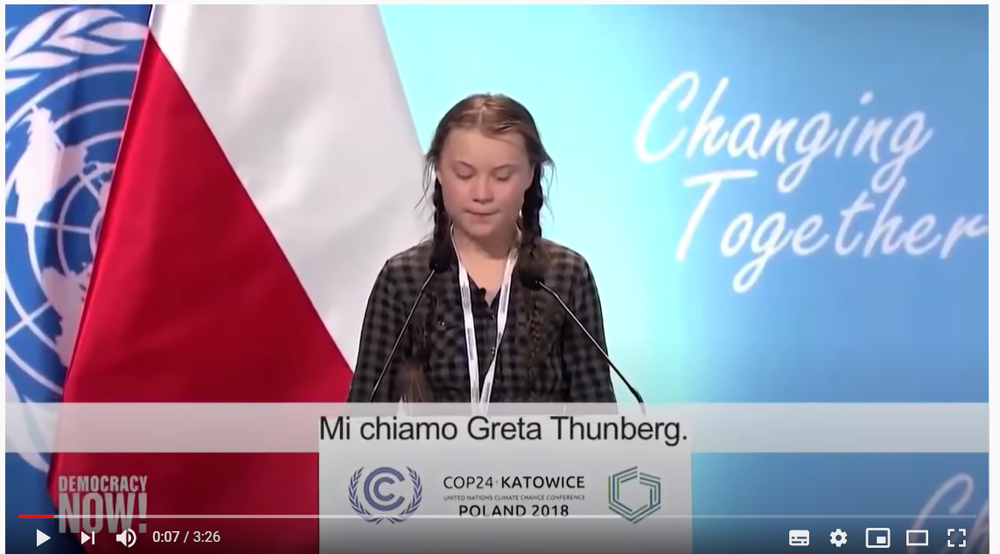 Changing
Together
Mi chiamo Greta Thunberg.
COP24·KATOWICE
UNITED NATIONS CLIMATE CHANGE CONFERENCE
POLAND 2018
DEMOCRACY
NOW!
0:07 / 3:26